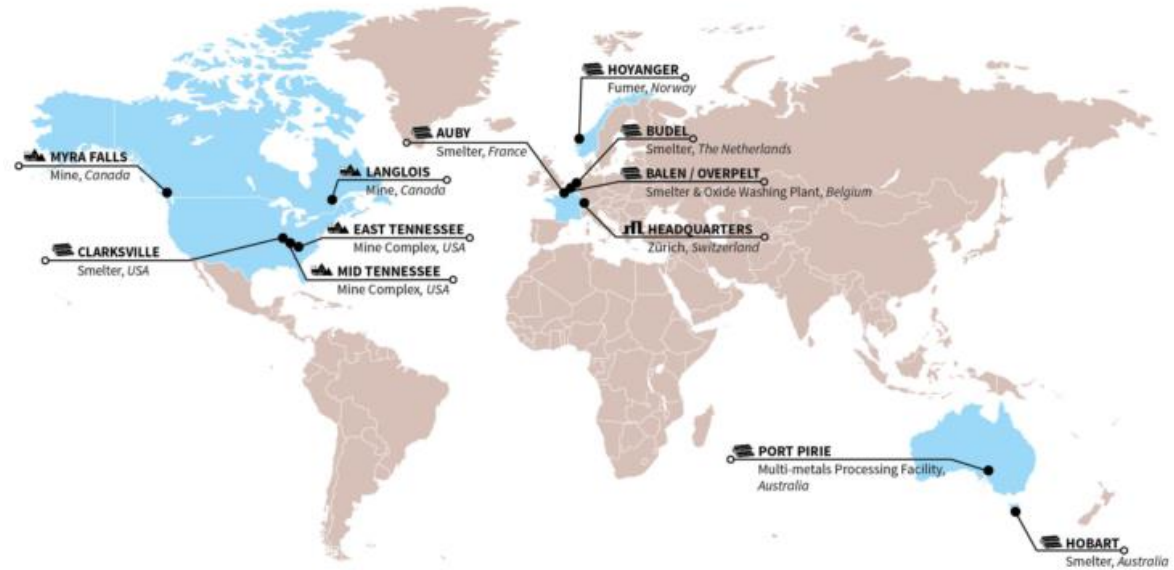 HOYANGER
Fumer, Norway
AUBY
Smelter, France
BUDEL
Smelter, The Netherlands
MYRA FALLS
Mine, Canada
LANGLOIS
Mine, Canada
BALEN / OVERPELT
Smelter & Oxide Washing Plant, Belgium
EAST TENNESSEE
Mine Complex, USA
HEADQUARTERS
Zürich, Switzerland
CLARKSVILLE
Smelter, USA
MID TENNESSEE
Mine Complex, USA
PORT PIRIE
Multi-metals Processing Facility,
Australia
HOBART
Smelter, Australia